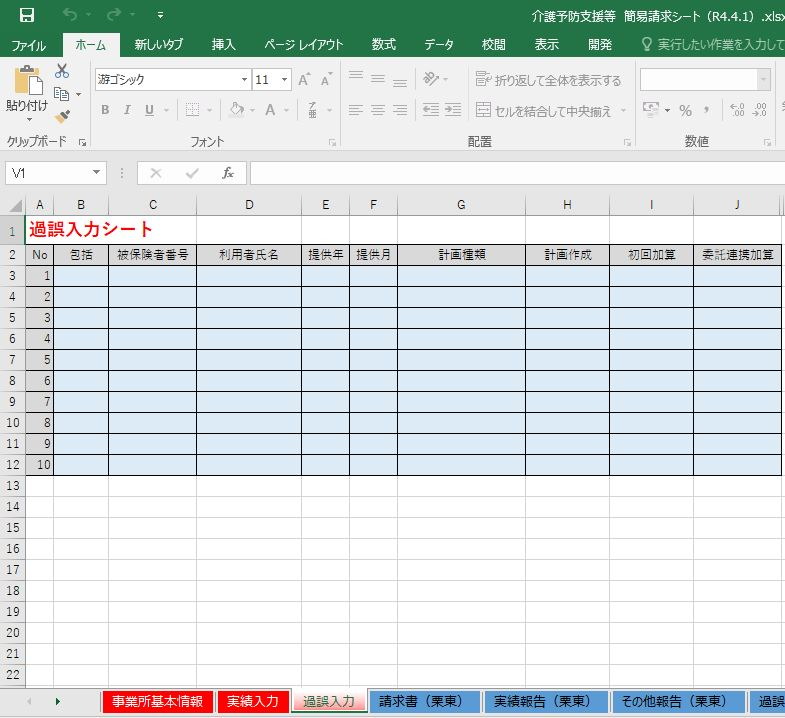 介護予防支援等 簡易請求シート（R4.4.1）.xlsx
ファイル ホーム 新しいタブ 挿入 ページ レイアウト 数式 データ 校閲 表示 開発 実行したい作業を入力して
貼り付け 游ゴシック 11 A A 折り返して全体を表示する
B I U A 亜 セルを結合して中央揃え % , .00
クリップボード フォント 配置 数値
V1 fx
A B C D E F G H I J
1 過誤入力シート
2 No 包括 被保険者番号 利用者氏名 提供年 提供月 計画種類 計画作成 初回加算 委託連携加算
3 1
4 2
5 3
6 4
7 5
8 6
9 7
10 8
11 9
12 10
13
14
15
16
17
18
19
20
21
22
事業所基本情報 実績入力 過誤入力 請求書（栗東） 実績報告（栗東） その他報告（栗東） 過誤